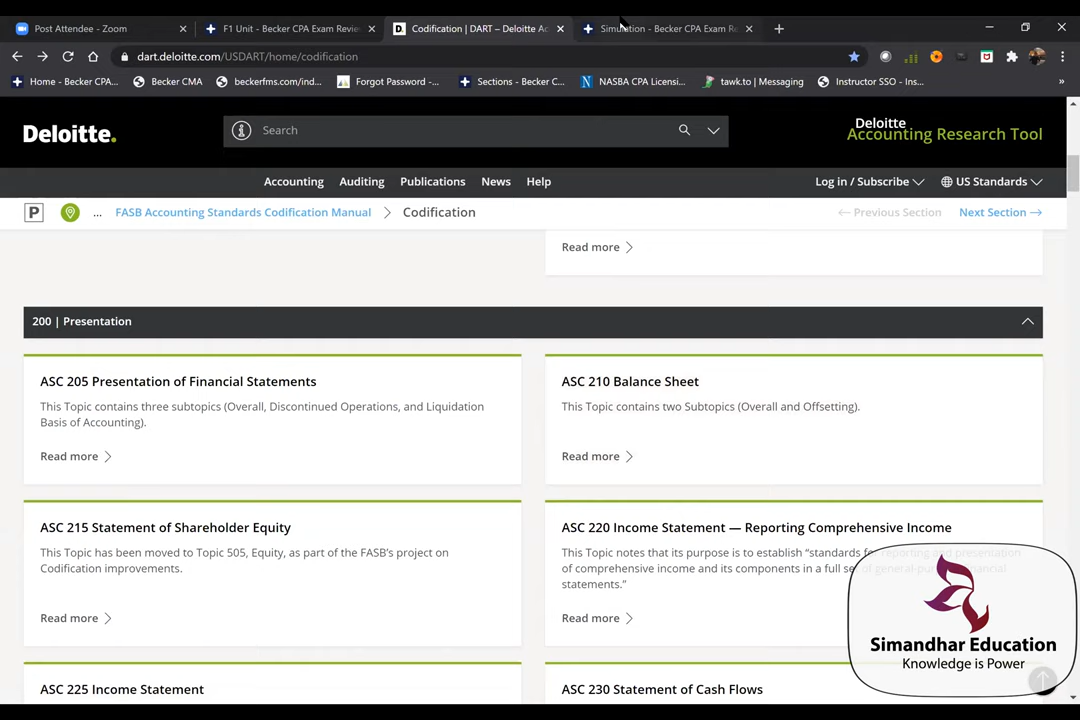 Post Attendee - Zoom
F1 Unit - Becker CPA Exam Revie
Codification | DART – Deloitte Ac
Simulation - Becker CPA Exam Re
dart.deloitte.com/USDART/home/codification
Home - Becker CPA...
Becker CMA
beckerfms.com/ind...
Forgot Password -...
Sections - Becker C...
NASBA CPA Licensi...
tawk.to | Messaging
Instructor SSO - Ins...
»
Deloitte.
Search
Deloitte
Accounting Research Tool
Accounting
Auditing
Publications
News
Help
Log in / Subscribe
US Standards
P
...
FASB Accounting Standards Codification Manual
Codification
Previous Section
Next Section
Read more
200 | Presentation
ASC 205 Presentation of Financial Statements
This Topic contains three subtopics (Overall, Discontinued Operations, and Liquidation
Basis of Accounting).
Read more
ASC 210 Balance Sheet
This Topic contains two Subtopics (Overall and Offsetting).
Read more
ASC 215 Statement of Shareholder Equity
This Topic has been moved to Topic 505, Equity, as part of the FASB's project on
Codification improvements.
Read more
ASC 220 Income Statement — Reporting Comprehensive Income
This Topic notes that its purpose is to establish "standards for reporting and presentation
of comprehensive income and its components in a full set of general-purpose financial
statements."
Read more
ASC 225 Income Statement
ASC 230 Statement of Cash Flows
Simandhar Education
Knowledge is Power